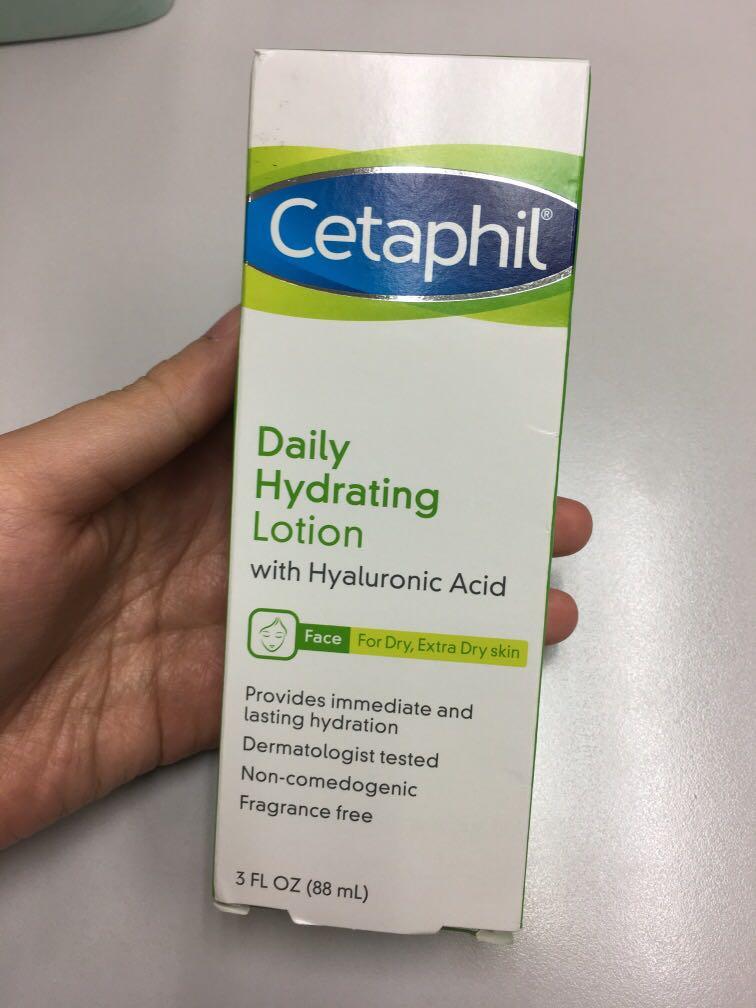 Cetaphil®
Daily
Hydrating
Lotion
with Hyaluronic Acid
Face For Dry, Extra Dry skin
Provides immediate and
lasting hydration
Dermatologist tested
Non-comedogenic
Fragrance free
3 FL OZ (88 mL)